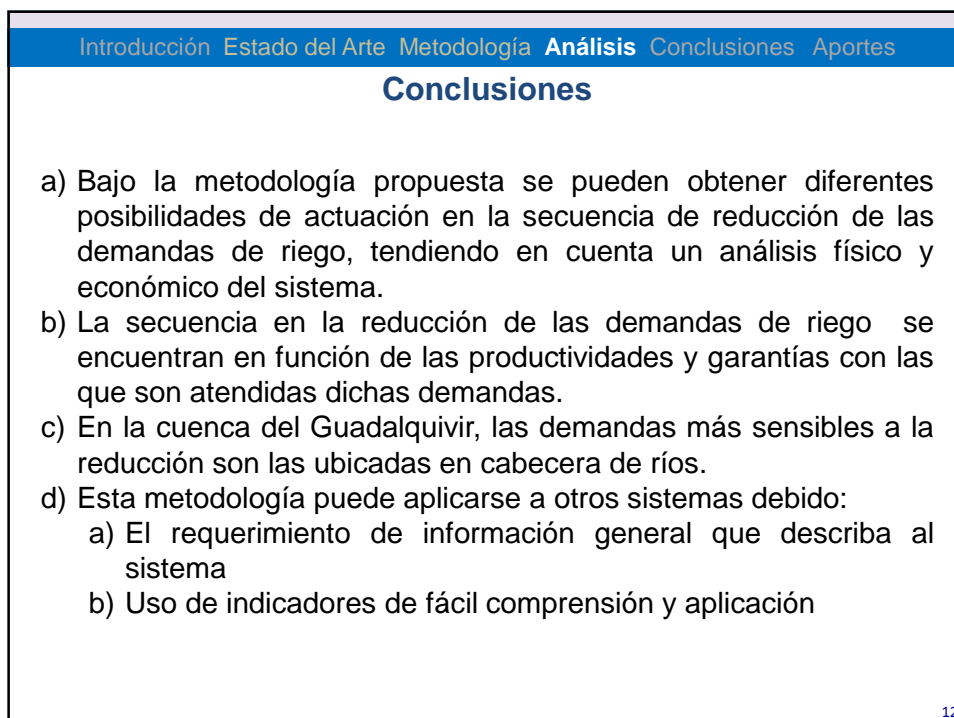 Introducción Estado del Arte Metodología Análisis Conclusiones Aportes
Conclusiones
a) Bajo la metodología propuesta se pueden obtener diferentes
posibilidades de actuación en la secuencia de reducción de las
demandas de riego, tendiendo en cuenta un análisis físico y
económico del sistema.
b) La secuencia en la reducción de las demandas de riego se
encuentran en función de las productividades y garantías con las
que son atendidas dichas demandas.
c) En la cuenca del Guadalquivir, las demandas más sensibles a la
reducción son las ubicadas en cabecera de ríos.
d) Esta metodología puede aplicarse a otros sistemas debido:
a) El requerimiento de información general que describa al
sistema
b) Uso de indicadores de fácil comprensión y aplicación
12